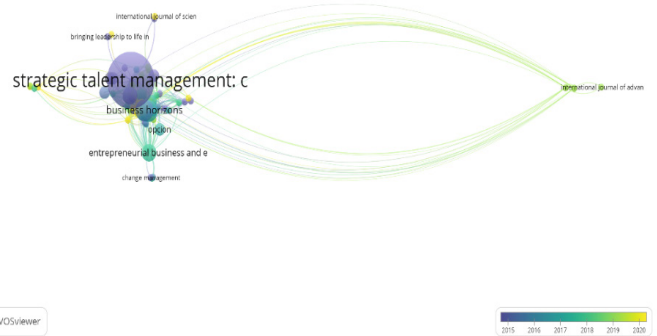 international journal of scien
bringing leadership to life in
strategic talent management: c
international journal of advan
business horizons
opcion
entrepreneurial business and e
change management
VOSviewer
2015 2016 2017 2018 2019 2020